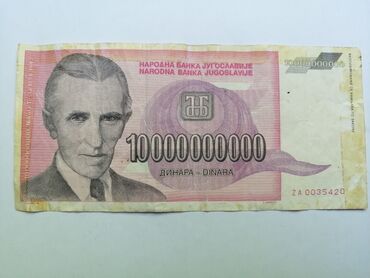 НАРОДНА БАНКА ЈУГОСЛАВИЈЕ
NARODNA BANKA JUGOSLAVIJE
10000000000
10000000000
ДИНАРА - DINARA
ZA 0035420